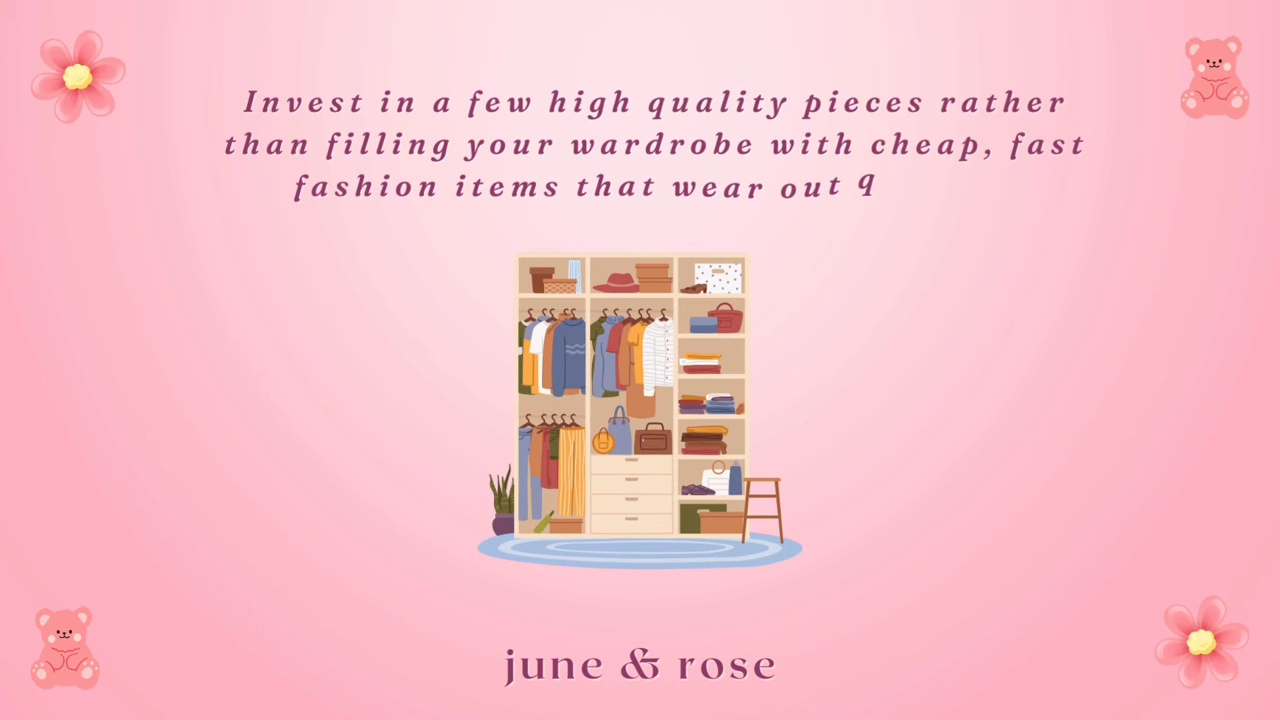 Invest in a few high quality pieces rather
than filling your wardrobe with cheap, fast
fashion items that wear out q
june & rose